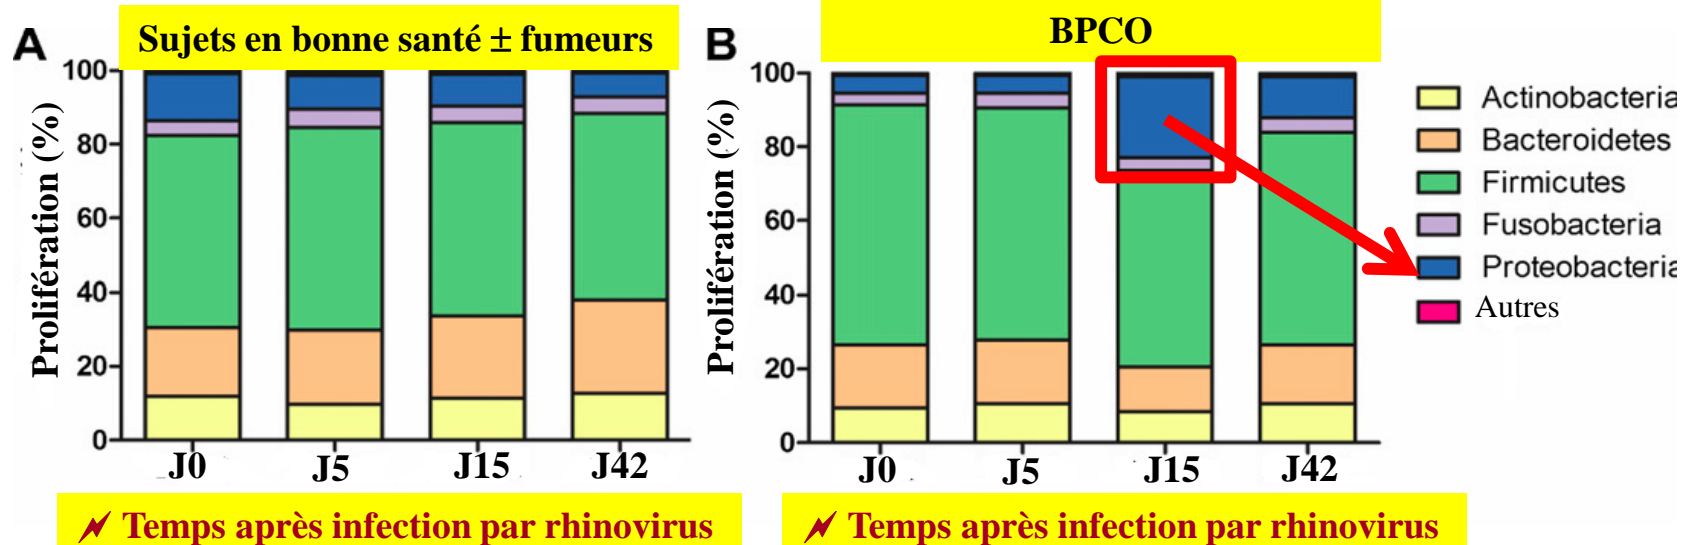 A
Sujets en bonne santé ± fumeurs
Prolifération (%)
100
80
60
40
20
0
J0 J5 J15 J42
Temps après infection par rhinovirus
B
BPCO
Prolifération (%)
100
80
60
40
20
0
J0 J5 J15 J42
Temps après infection par rhinovirus
Actinobacteria
Bacteroidetes
Firmicutes
Fusobacteria
Proteobacteria
Autres